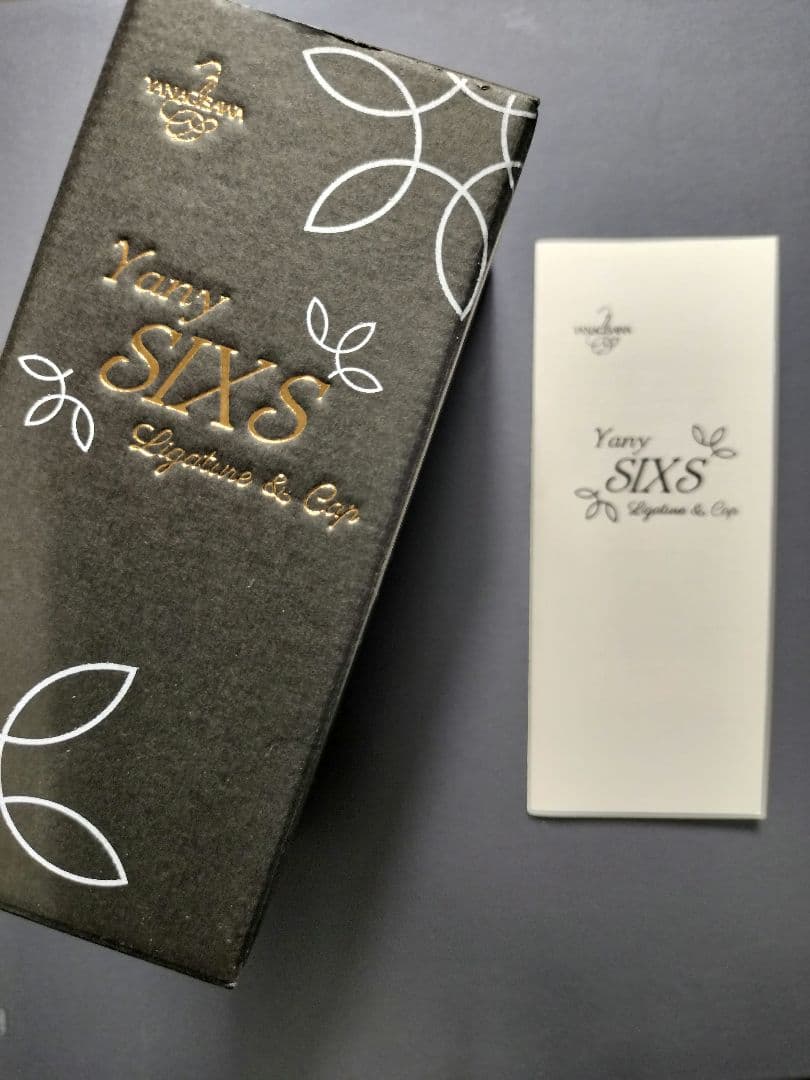 YANAGISAWA
Yany
SIXS
Ligature & Cap
YANAGISAWA
Yany
SIXS
Ligature & Cap